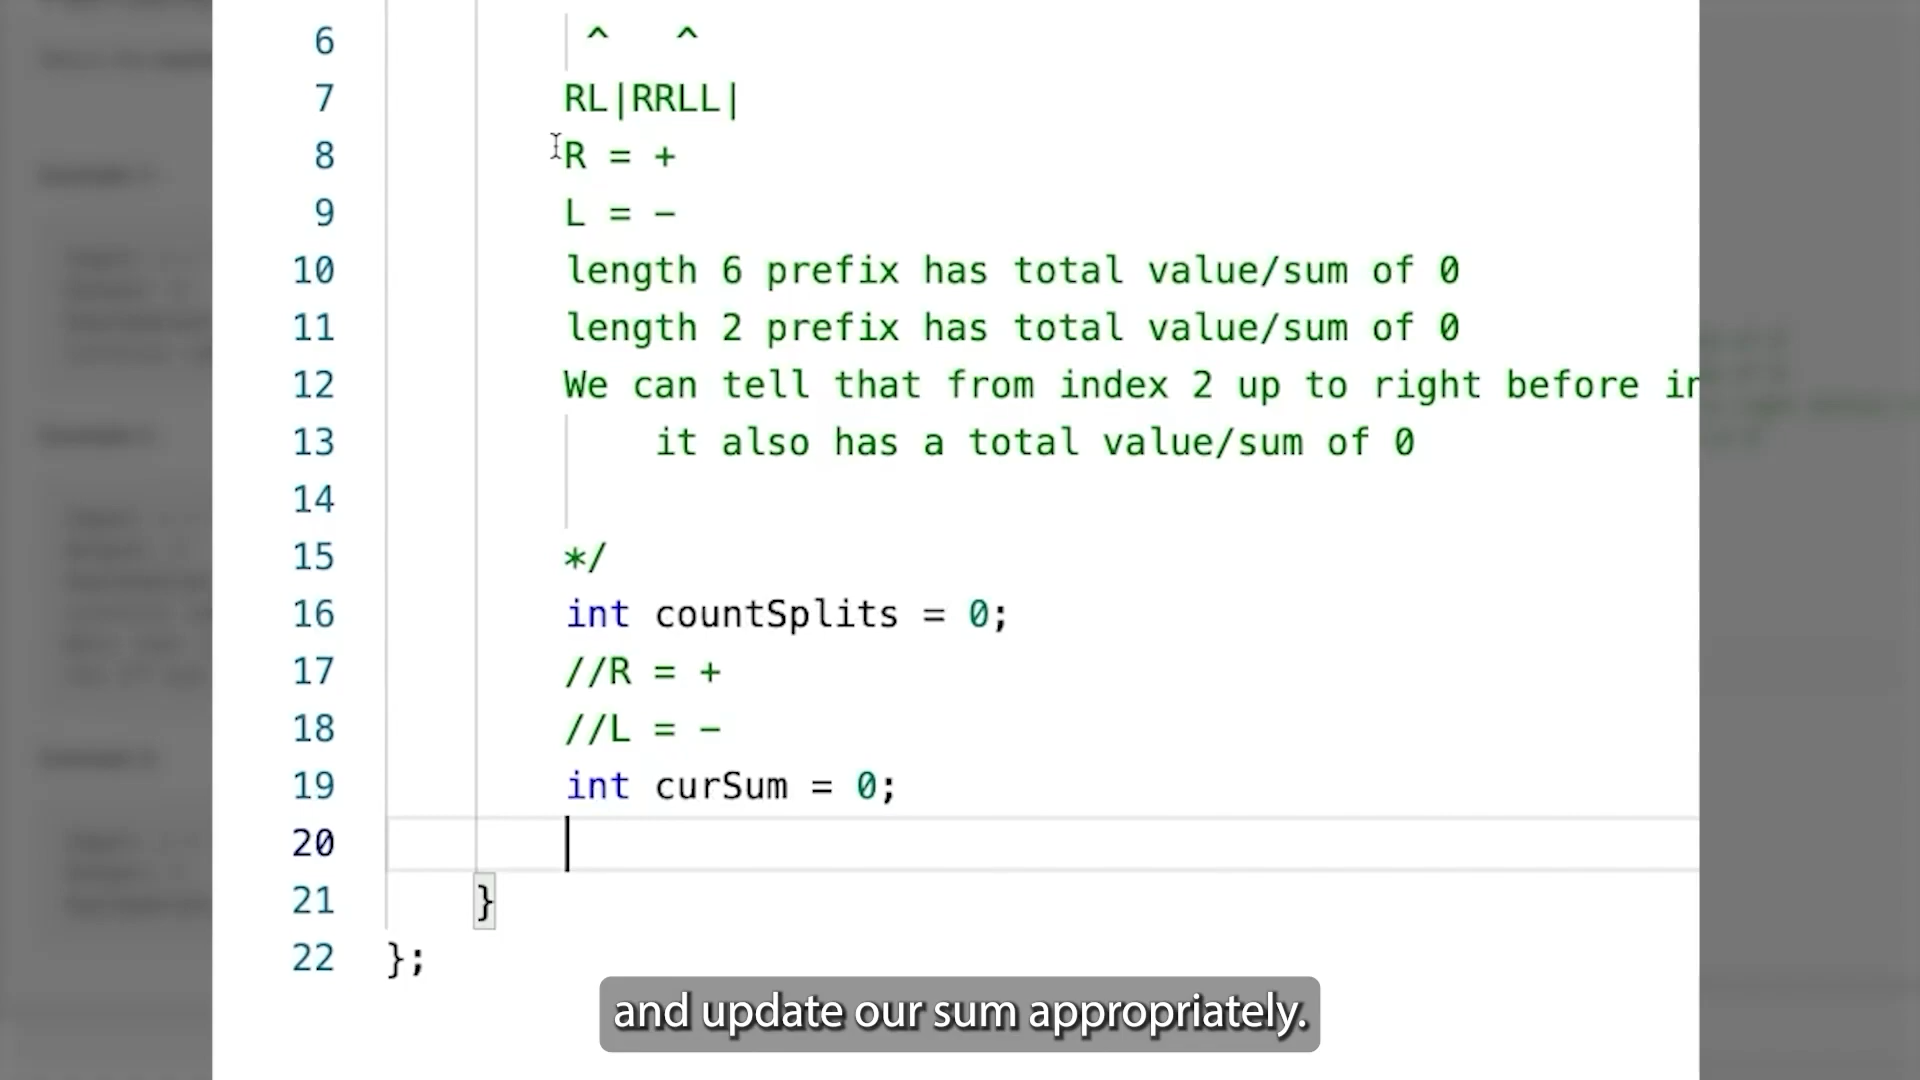 6 ^ ^
7 RL|RRLL|
8 R = +
9 L = -
10 length 6 prefix has total value/sum of 0
11 length 2 prefix has total value/sum of 0
12 We can tell that from index 2 up to right before in
13 it also has a total value/sum of 0
14
15 */
16 int countSplits = 0;
17 //R = +
18 //L = -
19 int curSum = 0;
20
21 }
22 };
and update our sum appropriately.